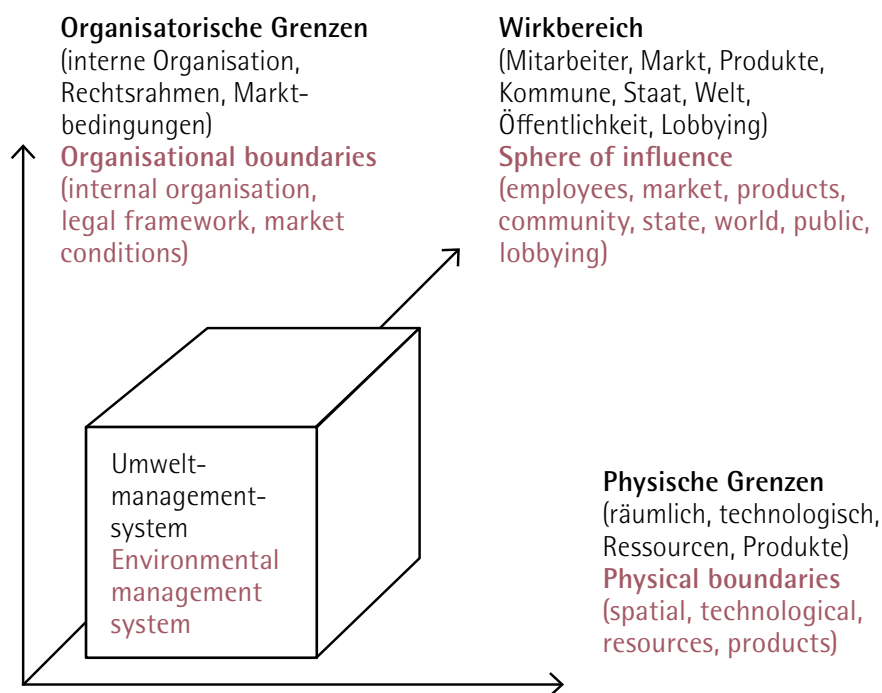 Organisatorische Grenzen
(interne Organisation,
Rechtsrahmen, Markt-
bedingungen)
Organisational boundaries
(internal organisation,
legal framework, market
conditions)
Wirkbereich
(Mitarbeiter, Markt, Produkte,
Kommune, Staat, Welt,
Öffentlichkeit, Lobbying)
Sphere of influence
(employees, market, products,
community, state, world, public,
lobbying)
Umwelt-
management-
system
Environmental
management
system
Physische Grenzen
(räumlich, technologisch,
Ressourcen, Produkte)
Physical boundaries
(spatial, technological,
resources, products)